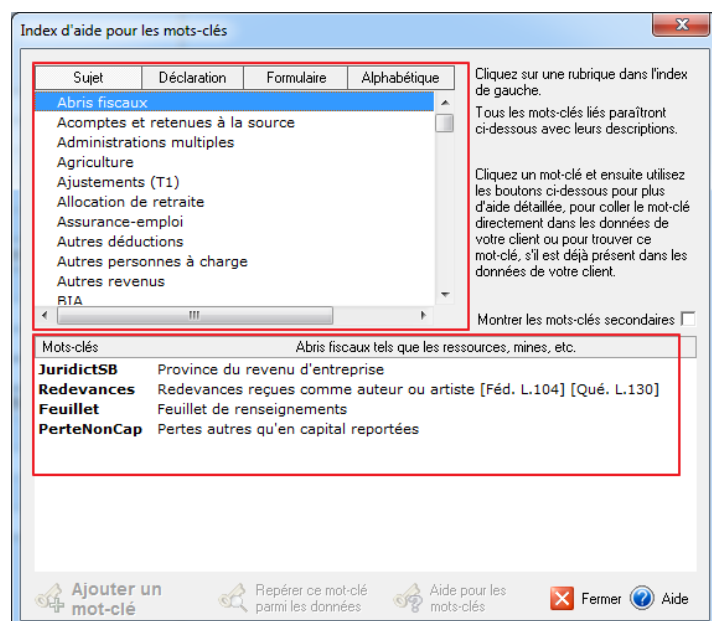 Index d'aide pour les mots-clés
Sujet Déclaration Formulaire Alphabétique
Abris fiscaux
Acomptes et retenues à la source
Administrations multiples
Agriculture
Ajustements (T1)
Allocation de retraite
Assurance-emploi
Autres déductions
Autres personnes à charge
Autres revenus
BIA
Cliquez sur une rubrique dans l'index
de gauche.
Tous les mots-clés liés paraîtront
ci-dessous avec leurs descriptions.
Cliquez un mot-clé et ensuite utilisez
les boutons ci-dessous pour plus
d'aide détaillée, pour coller le mot-clé
directement dans les données de
votre client ou pour trouver ce
mot-clé, s'il est déjà présent dans les
données de votre client.
Montrer les mots-clés secondaires
Mots-clés Abris fiscaux tels que les ressources, mines, etc.
JuridictSB Province du revenu d'entreprise
Redevances Redevances reçues comme auteur ou artiste [Féd. L.104] [Qué. L.130]
Feuillet Feuillet de renseignements
PerteNonCap Pertes autres qu'en capital reportées
Ajouter un
mot-clé
Repérer ce mot-clé
parmi les données
Aide pour les
mots-clés
Fermer
Aide